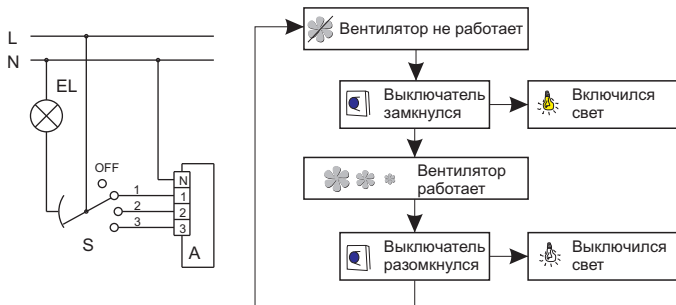 L
N
EL
OFF
1
2
3
S
N
1
2
3
A
Вентилятор не работает
Выключатель
замкнулся
Включился
свет
Вентилятор
работает
Выключатель
разомкнулся
Выключился
свет